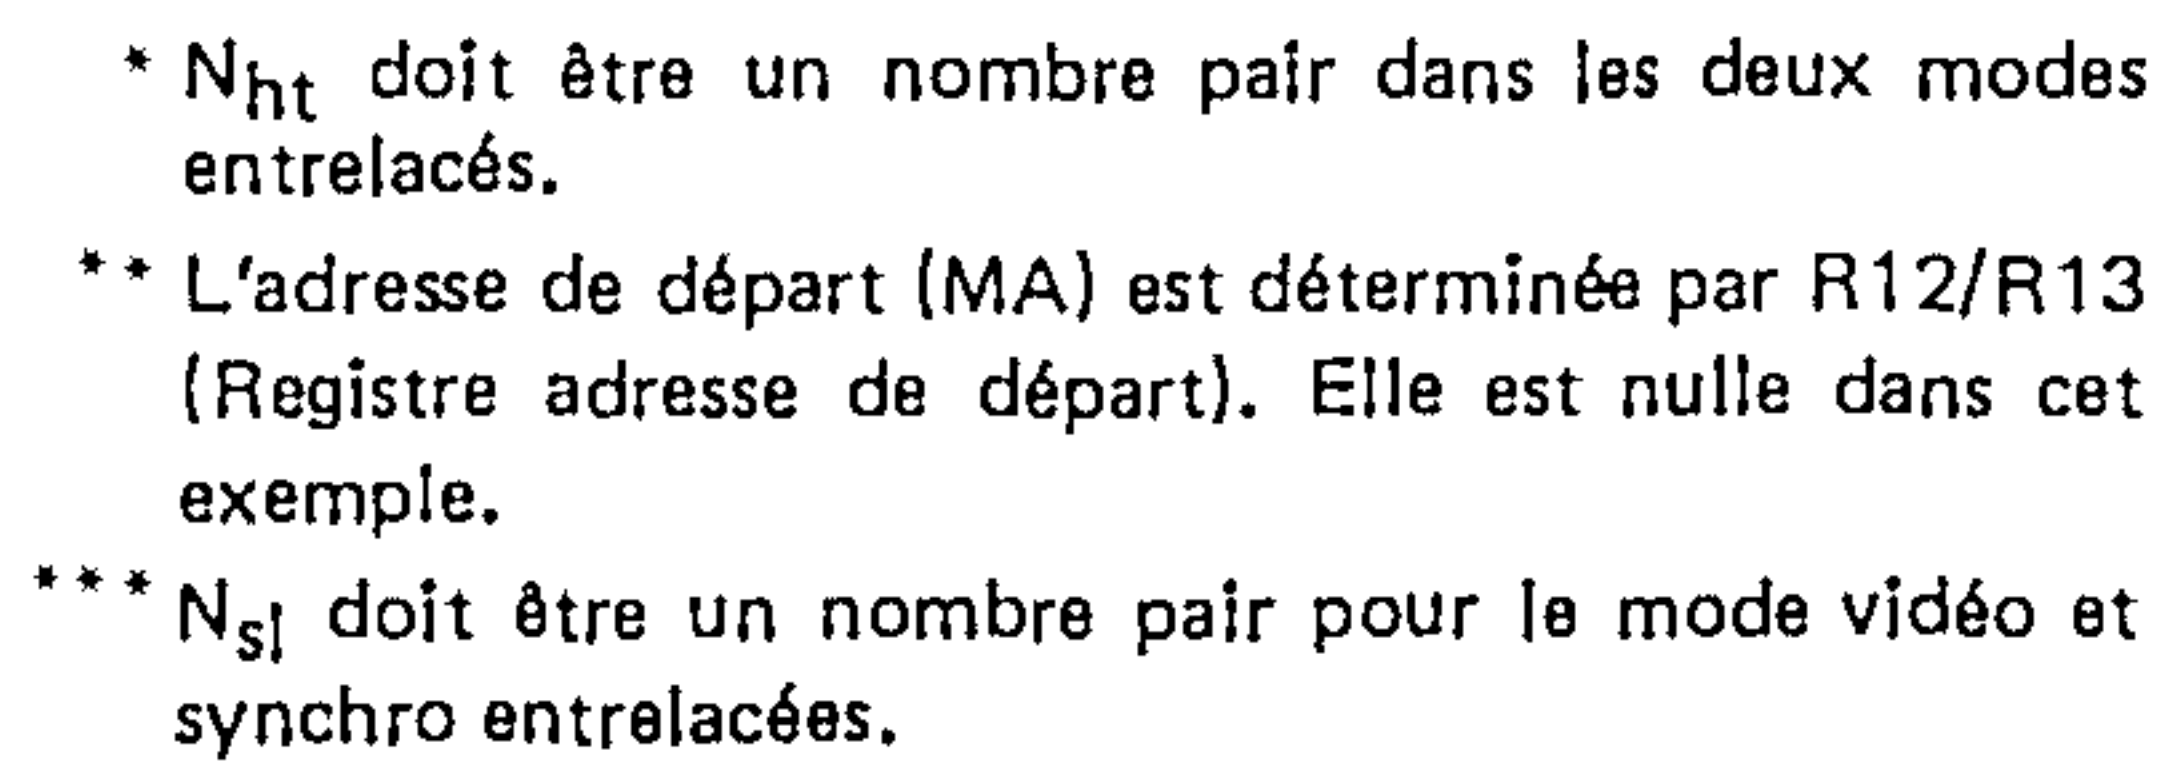 * Nht doit être un nombre pair dans les deux modes
entrelacés.
** L'adresse de départ (MA) est déterminée par R12/R13
(Registre adresse de départ). Elle est nulle dans cet
exemple.
*** Nsl doit être un nombre pair pour le mode vidéo et
synchro entrelacées.